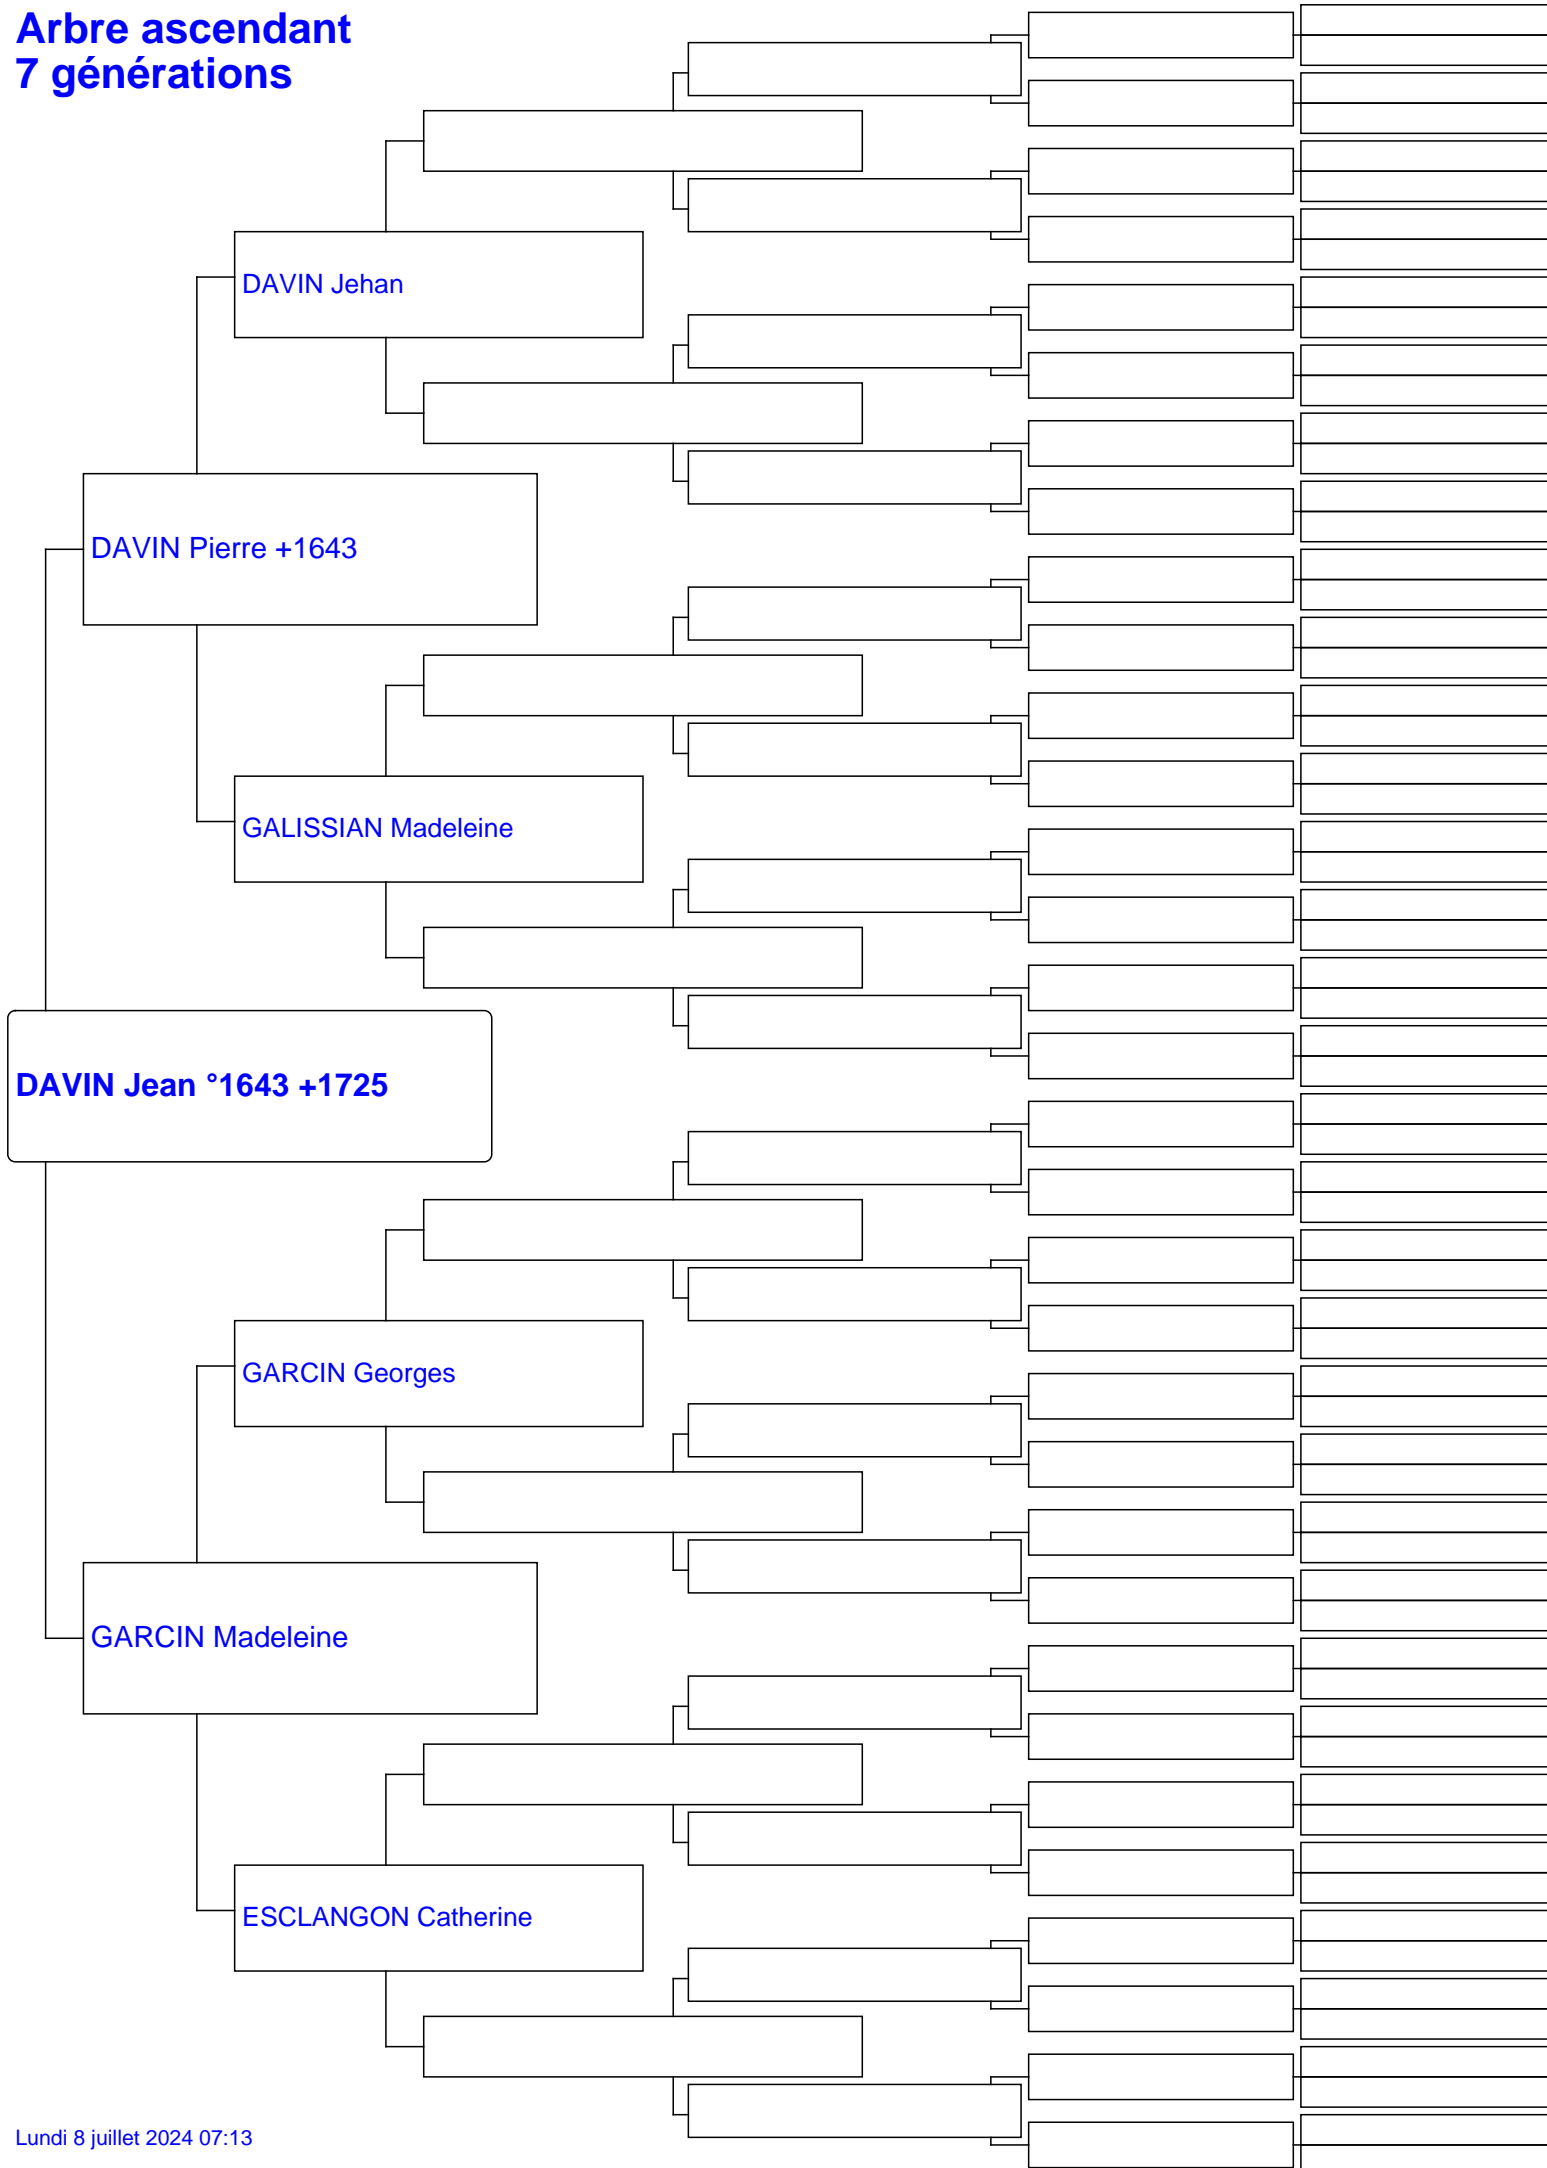 Arbre ascendant
7 générations
DAVIN Jehan
DAVIN Pierre +1643
GALISSIAN Madeleine
DAVIN Jean °1643 +1725
GARCIN Georges
GARCIN Madeleine
ESCLANGON Catherine
Lundi 8 juillet 2024 07:13